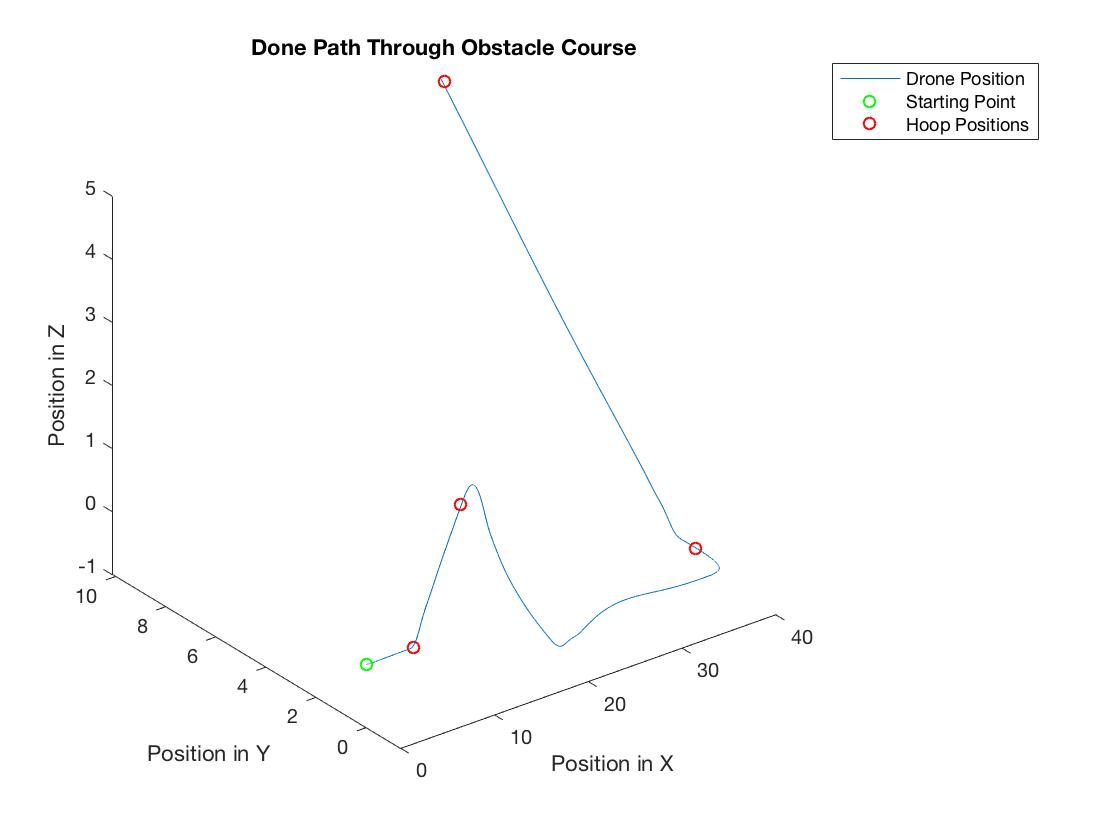 Done Path Through Obstacle Course
Drone Position
Starting Point
Hoop Positions
5
4
3
2
1
0
-1
Position in Z
10
8
6
4
2
0
Position in Y
0
10
20
30
40
Position in X